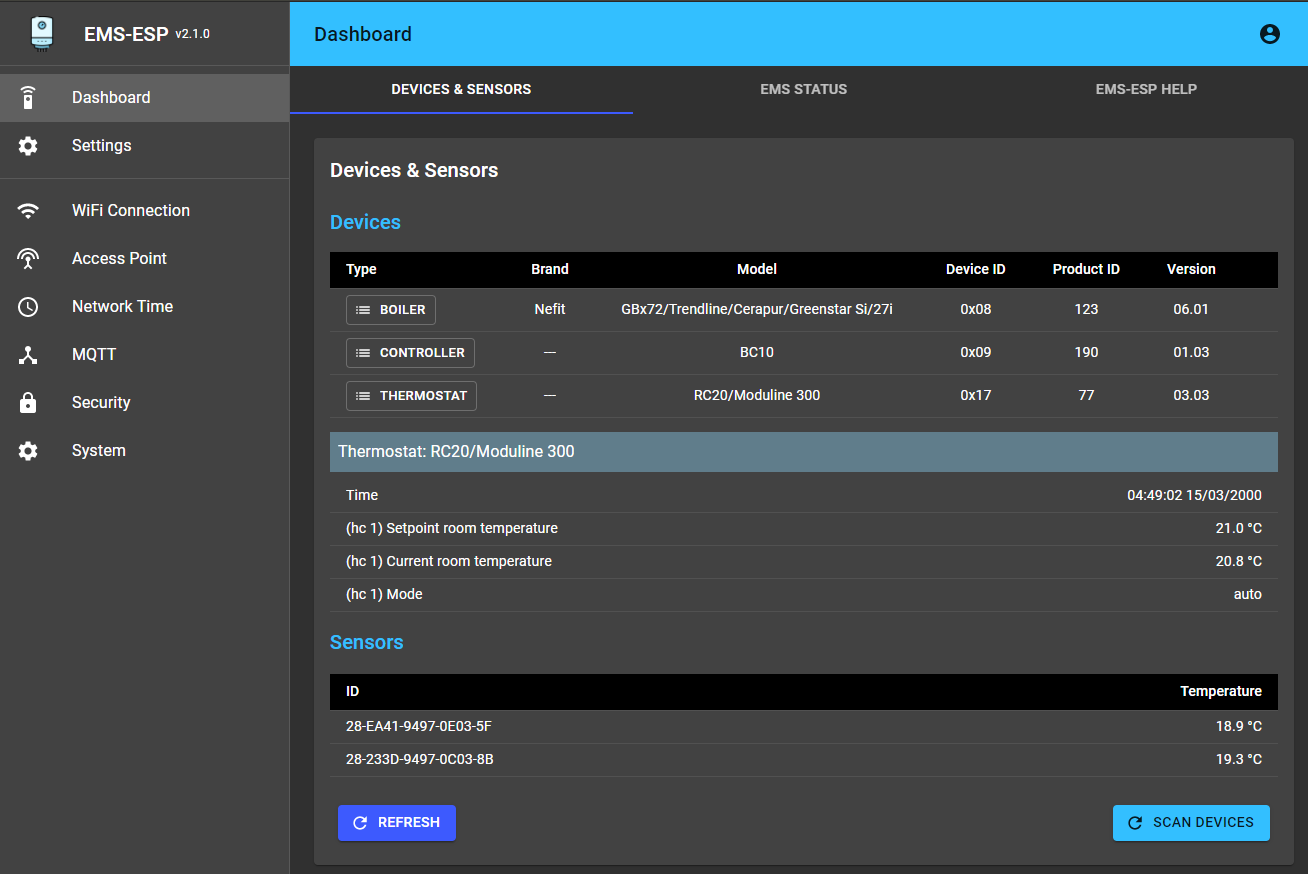 EMS-ESP v2.1.0
Dashboard
Dashboard
Settings
WiFi Connection
Access Point
Network Time
MQTT
Security
System
DEVICES & SENSORS EMS STATUS EMS-ESP HELP
Devices & Sensors
Devices
Type Brand Model Device ID Product ID Version
BOILER Nefit GBx72/Trendline/Cerapur/Greenstar Si/27i 0x08 123 06.01
CONTROLLER --- BC10 0x09 190 01.03
THERMOSTAT --- RC20/Moduline 300 0x17 77 03.03
Thermostat: RC20/Moduline 300
Time 04:49:02 15/03/2000
(hc 1) Setpoint room temperature 21.0 °C
(hc 1) Current room temperature 20.8 °C
(hc 1) Mode auto
Sensors
ID Temperature
28-EA41-9497-0E03-5F 18.9 °C
28-233D-9497-0C03-8B 19.3 °C
REFRESH SCAN DEVICES